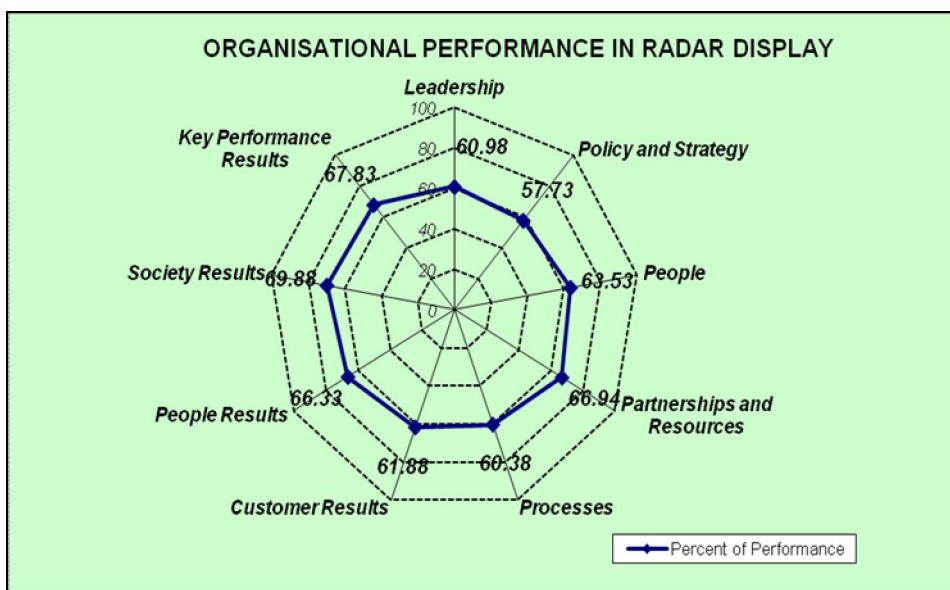 ORGANISATIONAL PERFORMANCE IN RADAR DISPLAY
Leadership
100
Key Performance
Results
80
60.98
Policy and Strategy
67.83
57.73
60
40
Society Results
69.88
20
63.53
People
0
People Results
66.33
66.94
Partnerships and
Resources
61.88
60.38
Customer Results
Processes
Percent of Performance